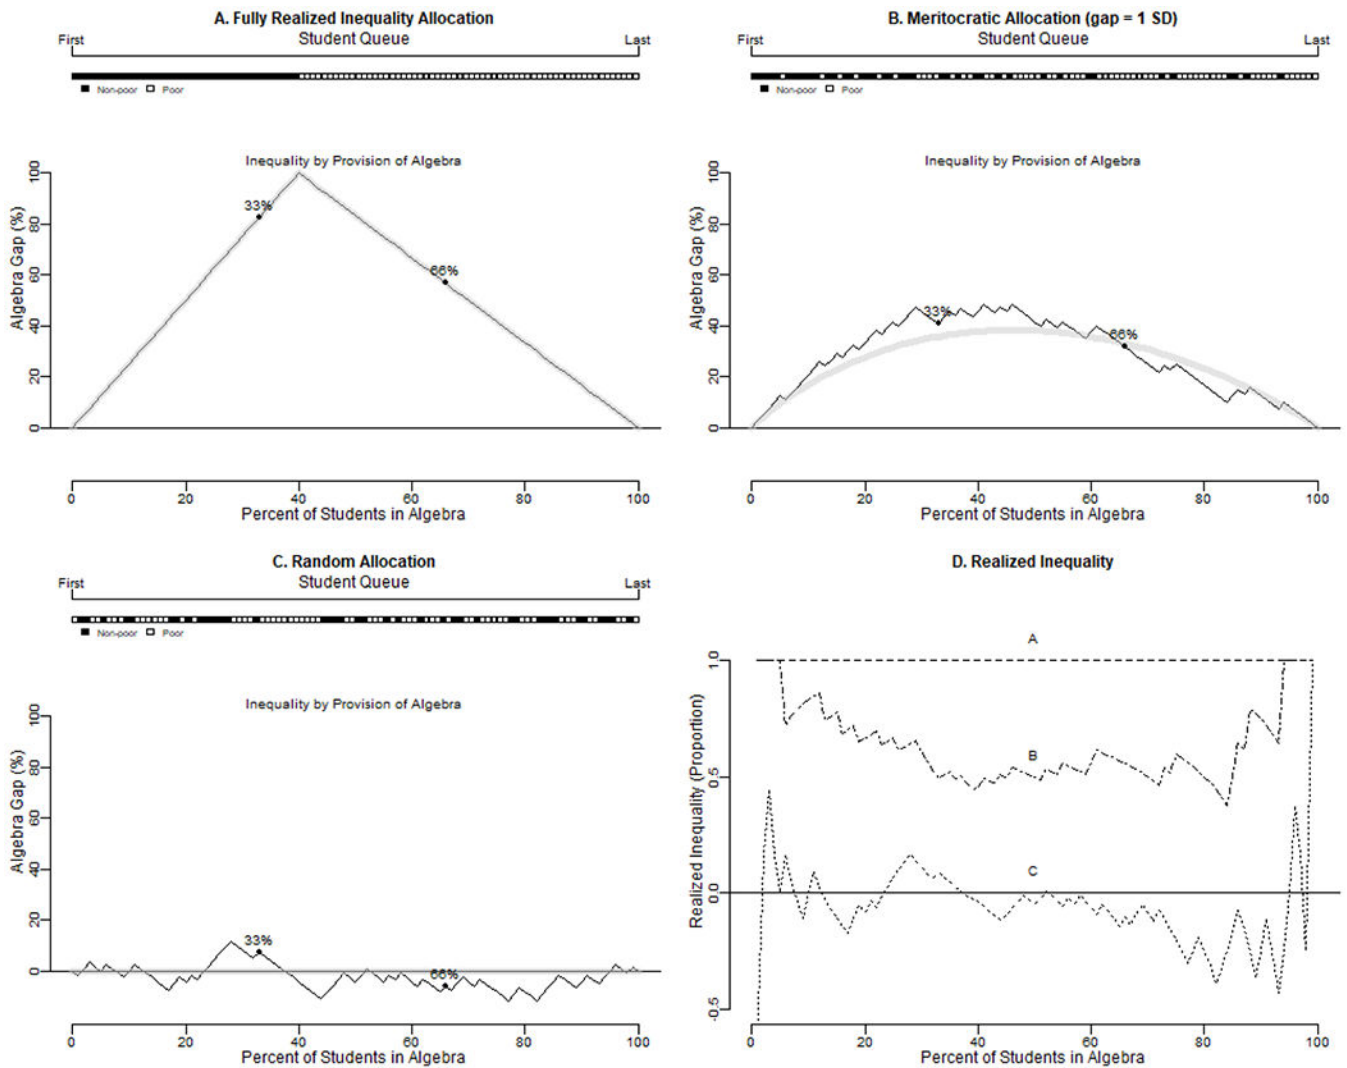 A. Fully Realized Inequality Allocation
Student Queue
First
Last
Non-poor
Poor
Inequality by Provision of Algebra
Algebra Gap (%)
100
80
60
40
20
0
33%
66%
0
20
40
60
80
100
Percent of Students in Algebra
B. Meritocratic Allocation (gap = 1 SD)
Student Queue
First
Last
Non-poor
Poor
Inequality by Provision of Algebra
Algebra Gap (%)
100
80
60
40
20
0
33%
66%
0
20
40
60
80
100
Percent of Students in Algebra
C. Random Allocation
Student Queue
First
Last
Non-poor
Poor
Inequality by Provision of Algebra
Algebra Gap (%)
100
80
60
40
20
0
33%
66%
0
20
40
60
80
100
Percent of Students in Algebra
D. Realized Inequality
Realized Inequality (Proportion)
1.0
0.5
0.0
-0.5
A
B
C
0
20
40
60
80
100
Percent of Students in Algebra